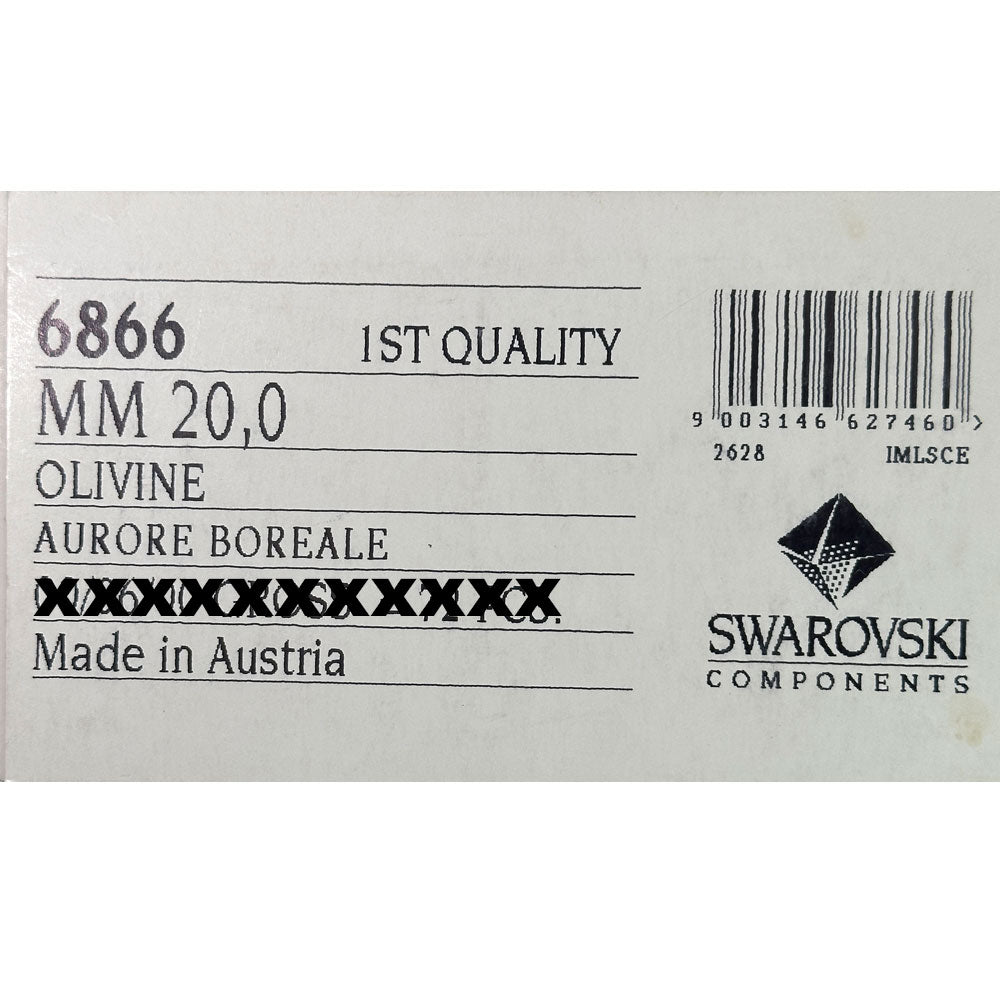 6866 1ST QUALITY
MM 20,0
OLIVINE
AURORE BOREALE
XXXXXXXXXXX
Made in Austria
9 003146 627460 >
2628 IMLSCE
SWAROVSKI
COMPONENTS